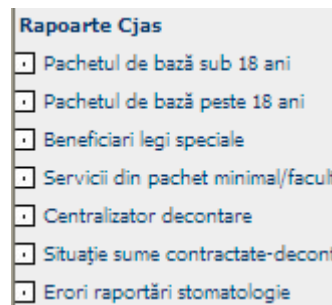 Rapoarte Cjas
Pachetul de bază sub 18 ani
Pachetul de bază peste 18 ani
Beneficiari legi speciale
Servicii din pachet minimal/facult
Centralizator decontare
Situaţie sume contractate-decont
Erori raportări stomatologie